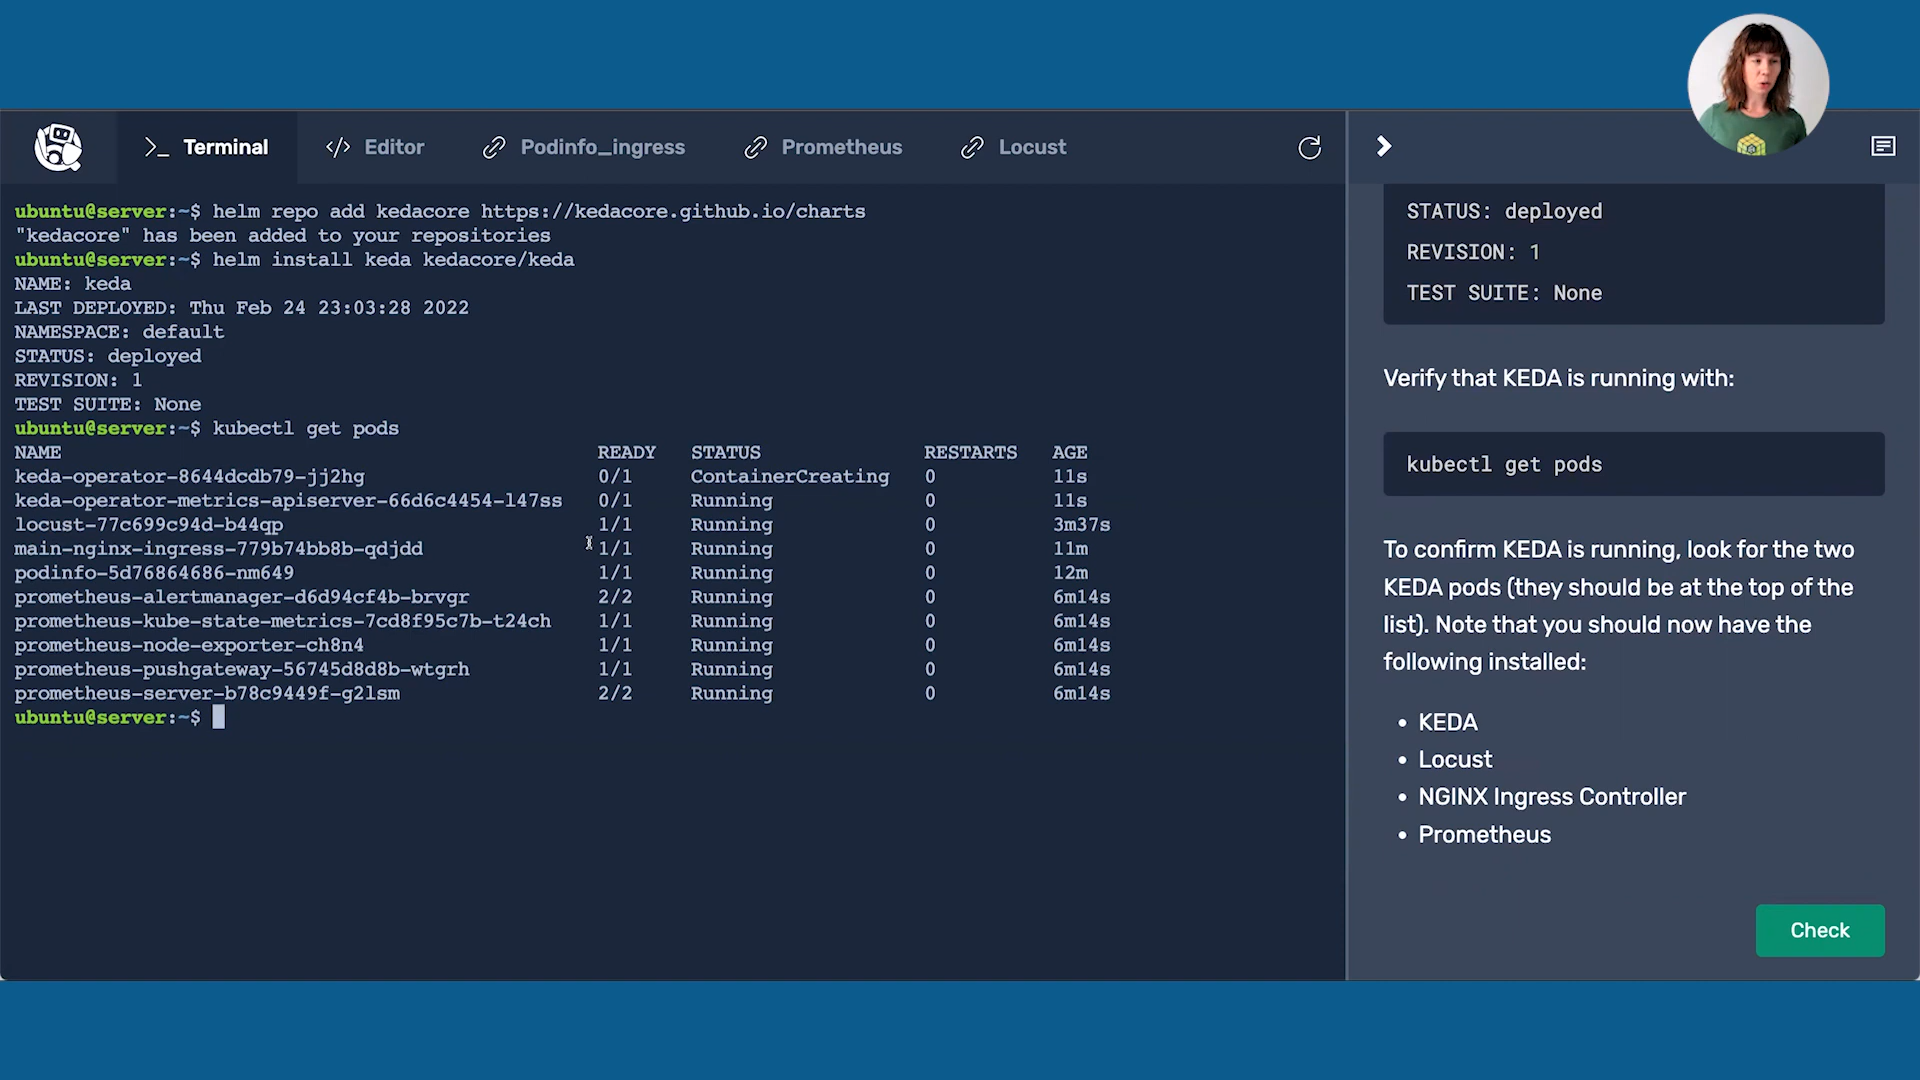 >_ Terminal
</> Editor
Podinfo_ingress
Prometheus
Locust
ubuntu@server:~$ helm repo add kedacore https://kedacore.github.io/charts
"kedacore" has been added to your repositories
ubuntu@server:~$ helm install keda kedacore/keda
NAME: keda
LAST DEPLOYED: Thu Feb 24 23:03:28 2022
NAMESPACE: default
STATUS: deployed
REVISION: 1
TEST SUITE: None
ubuntu@server:~$ kubectl get pods
NAME READY STATUS RESTARTS AGE
keda-operator-8644dcdb79-jj2hg 0/1 ContainerCreating 0 11s
keda-operator-metrics-apiserver-66d6c4454-l47ss 0/1 Running 0 11s
locust-77c699c94d-b44qp 1/1 Running 0 3m37s
main-nginx-ingress-779b74bb8b-qdjdd 1/1 Running 0 11m
podinfo-5d76864686-nm649 1/1 Running 0 12m
prometheus-alertmanager-d6d94cf4b-brvgr 2/2 Running 0 6m14s
prometheus-kube-state-metrics-7cd8f95c7b-t24ch 1/1 Running 0 6m14s
prometheus-node-exporter-ch8n4 1/1 Running 0 6m14s
prometheus-pushgateway-56745d8d8b-wtgrh 1/1 Running 0 6m14s
prometheus-server-b78c9449f-g2lsm 2/2 Running 0 6m14s
ubuntu@server:~$
STATUS: deployed
REVISION: 1
TEST SUITE: None
Verify that KEDA is running with:
kubectl get pods
To confirm KEDA is running, look for the two
KEDA pods (they should be at the top of the
list). Note that you should now have the
following installed:
• KEDA
• Locust
• NGINX Ingress Controller
• Prometheus
Check